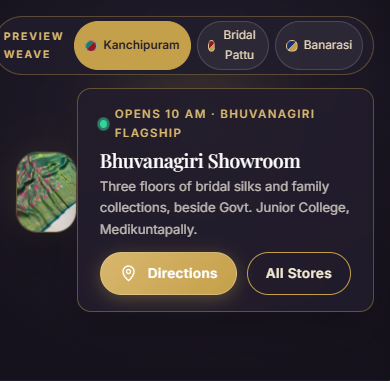 PREVIEW
WEAVE
Kanchipuram
Bridal
Pattu
Banarasi
OPENS 10 AM · BHUVANAGIRI
FLAGSHIP
Bhuvanagiri Showroom
Three floors of bridal silks and family
collections, beside Govt. Junior College,
Medikuntapally.
Directions
All Stores